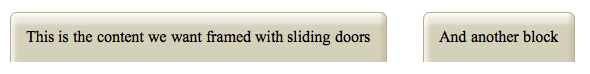 This is the content we want framed with sliding doors
And another block